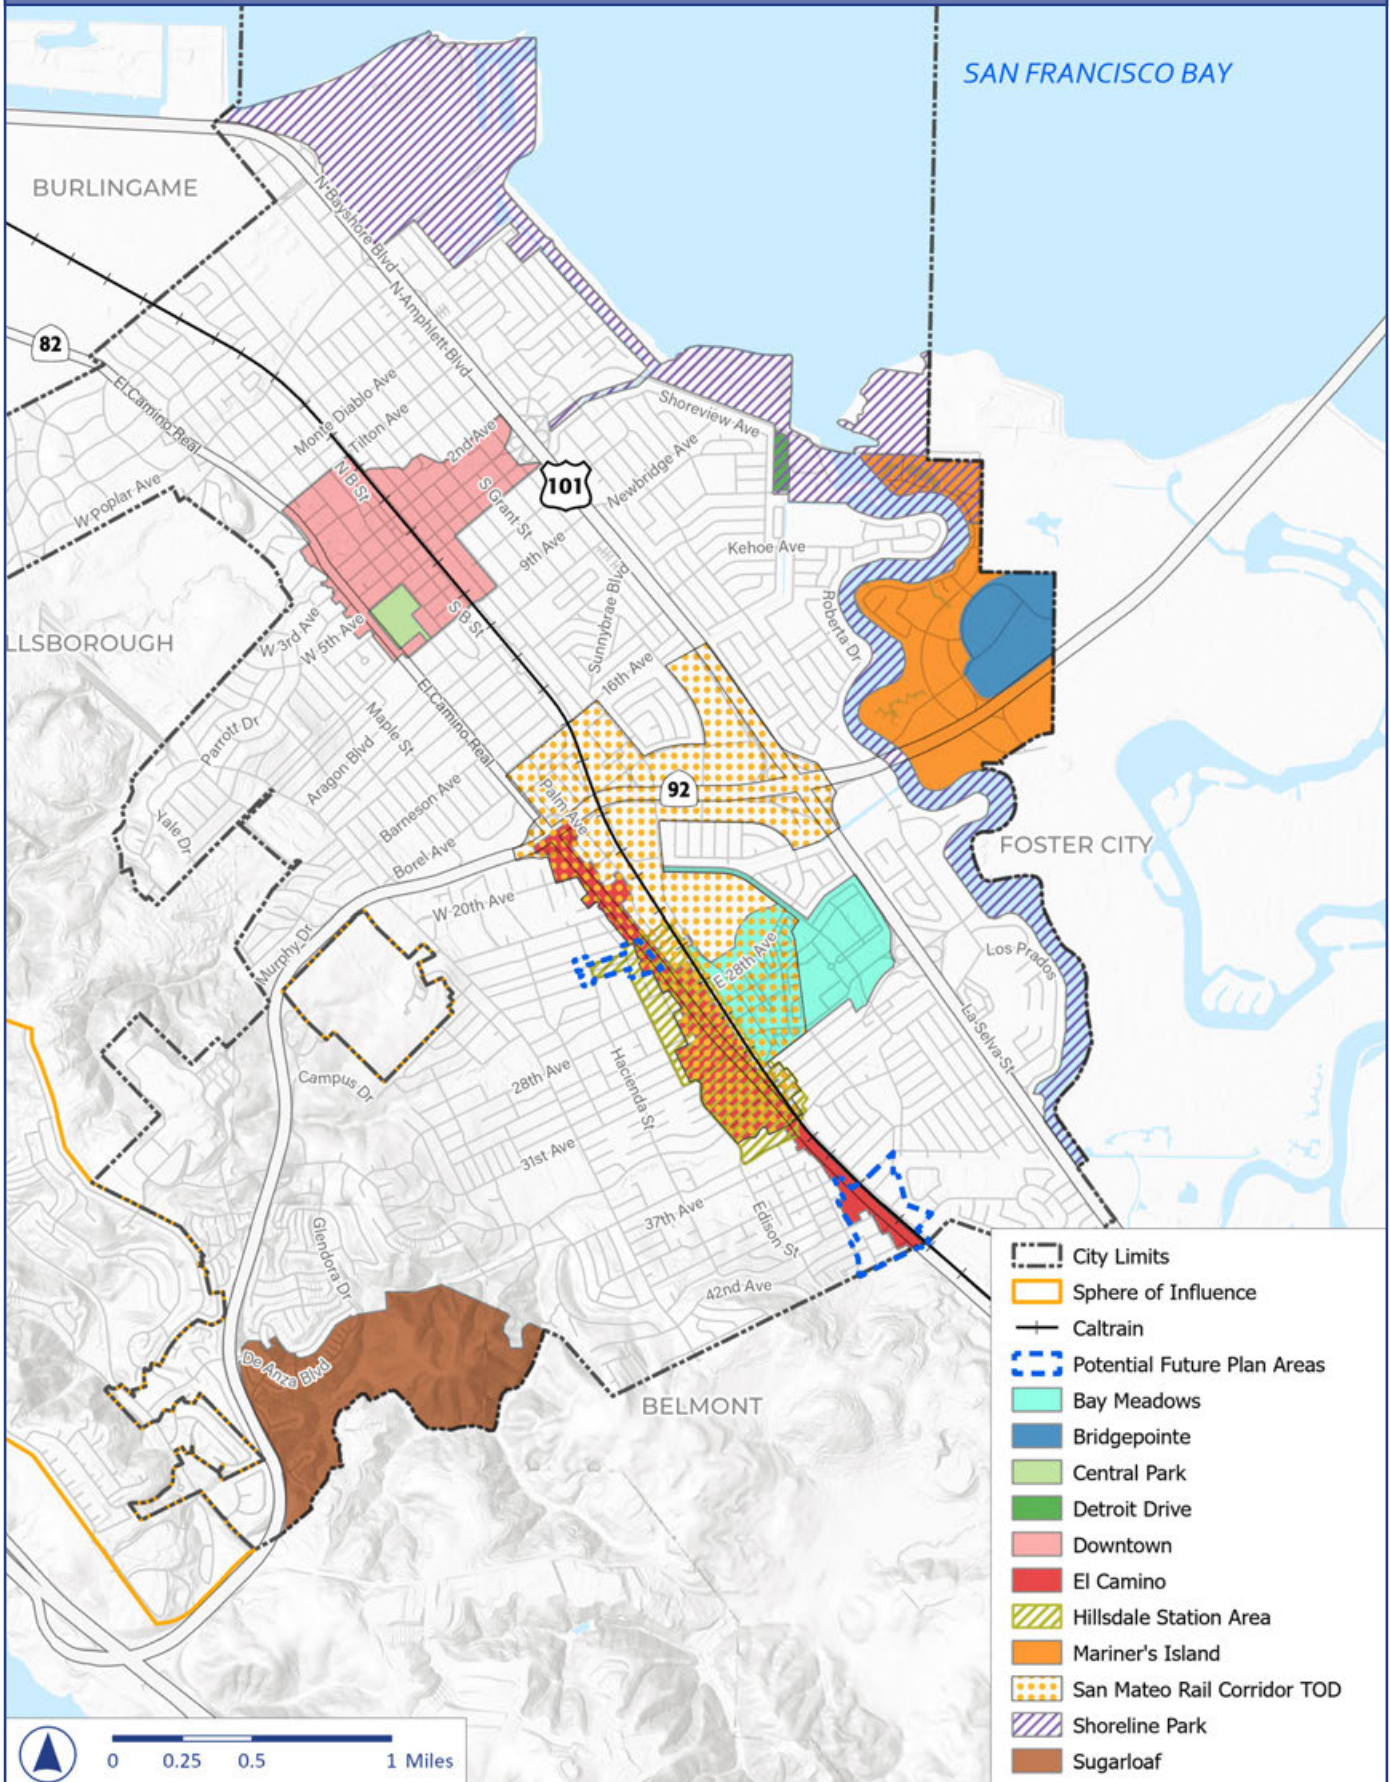 SAN FRANCISCO BAY
BURLINGAME
N Bayshore Blvd
N Amphlett Blvd
82
El Camino Real
Monte Diablo Ave
Tilton Ave
2nd Ave
Shoreview Ave
N B St
101
Newbridge Ave
W Poplar Ave
S Grant St
9th Ave
Kehoe Ave
S B St
W 3rd Ave
W 5th Ave
Sunnybrae Blvd
Roberta Dr
LLSBOROUGH
16th Ave
El Camino Real
Maple St
Parrott Dr
Aragon Blvd
Barneson Ave
Palm Ave
92
Yale Dr
Borel Ave
FOSTER CITY
W 20th Ave
Murphy Dr
E 28th Ave
Los Prados
La Selva St
Campus Dr
28th Ave
Hacienda St
31st Ave
37th Ave
Edison St
Glendora Dr
42nd Ave
De Anza Blvd
BELMONT
City Limits
Sphere of Influence
Caltrain
Potential Future Plan Areas
Bay Meadows
Bridgepointe
Central Park
Detroit Drive
Downtown
El Camino
Hillsdale Station Area
Mariner's Island
San Mateo Rail Corridor TOD
Shoreline Park
Sugarloaf
0 0.25 0.5 1 Miles